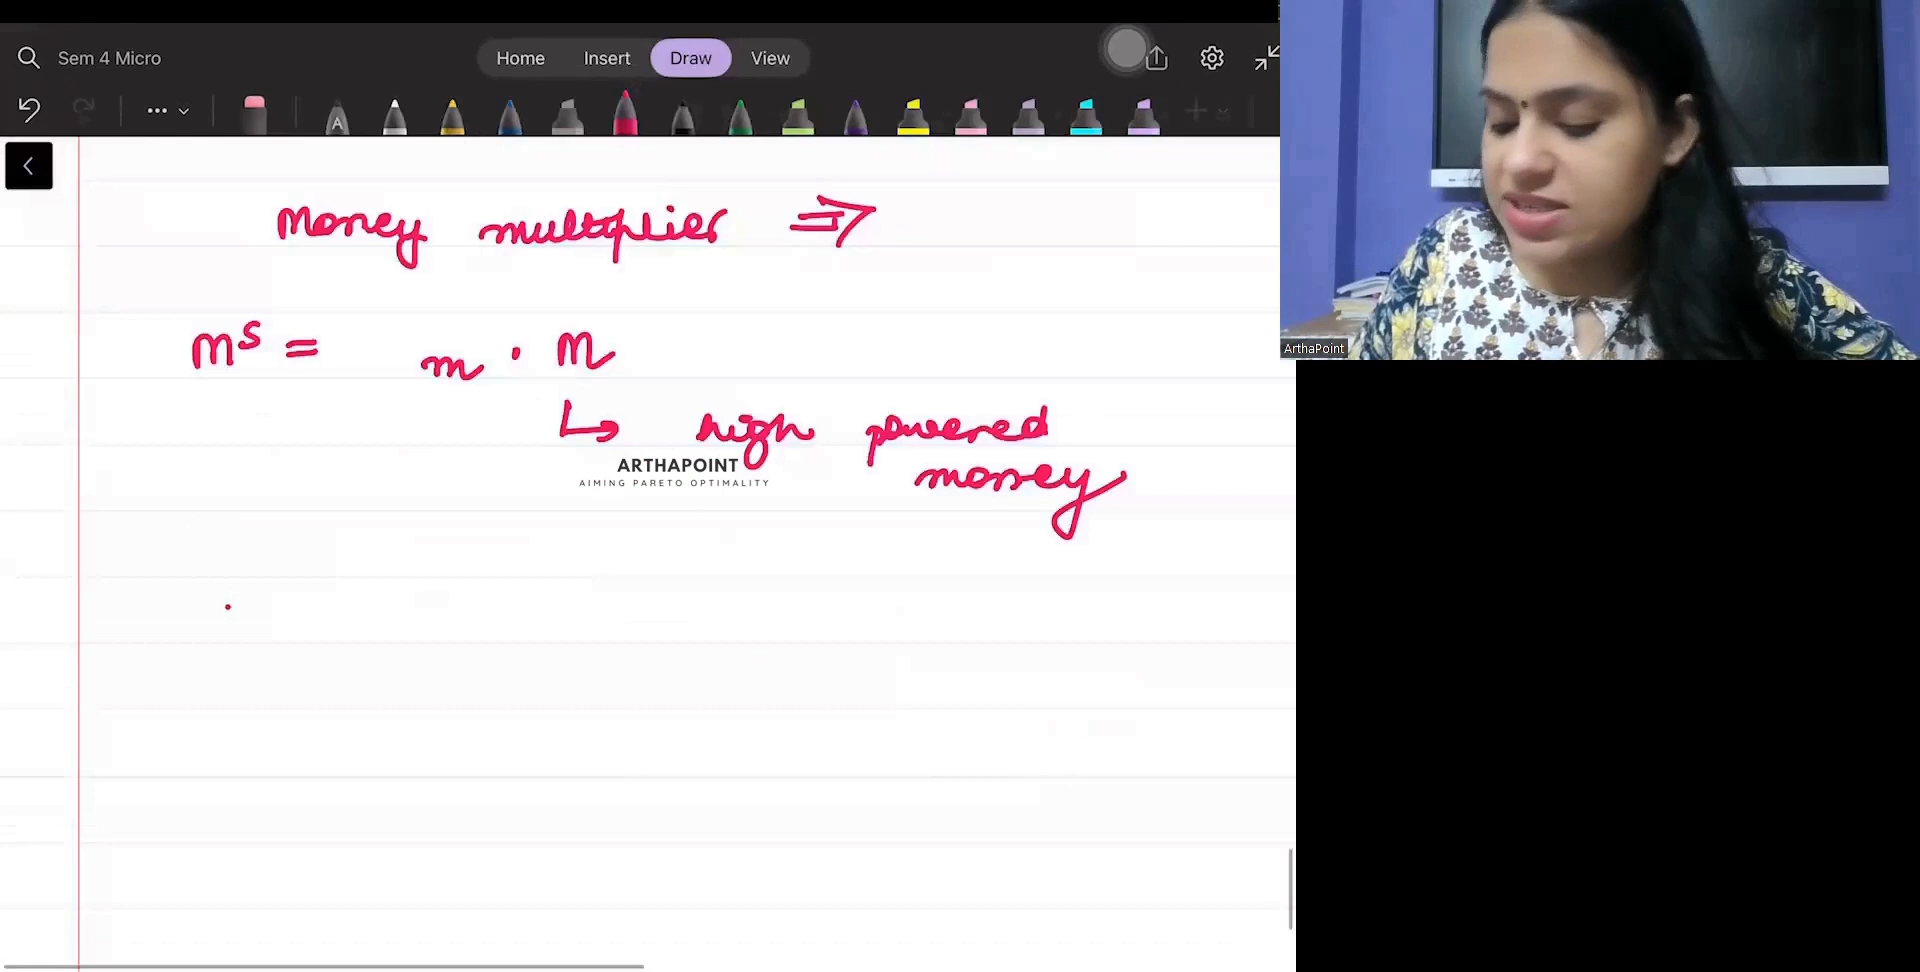 Sem 4 Micro
Home Insert Draw View
A
Money multiplier ⇒
M^S = m · M
↳ high powered
money
ARTHAPOINT
AIMING PARETO OPTIMALITY
ArthaPoint